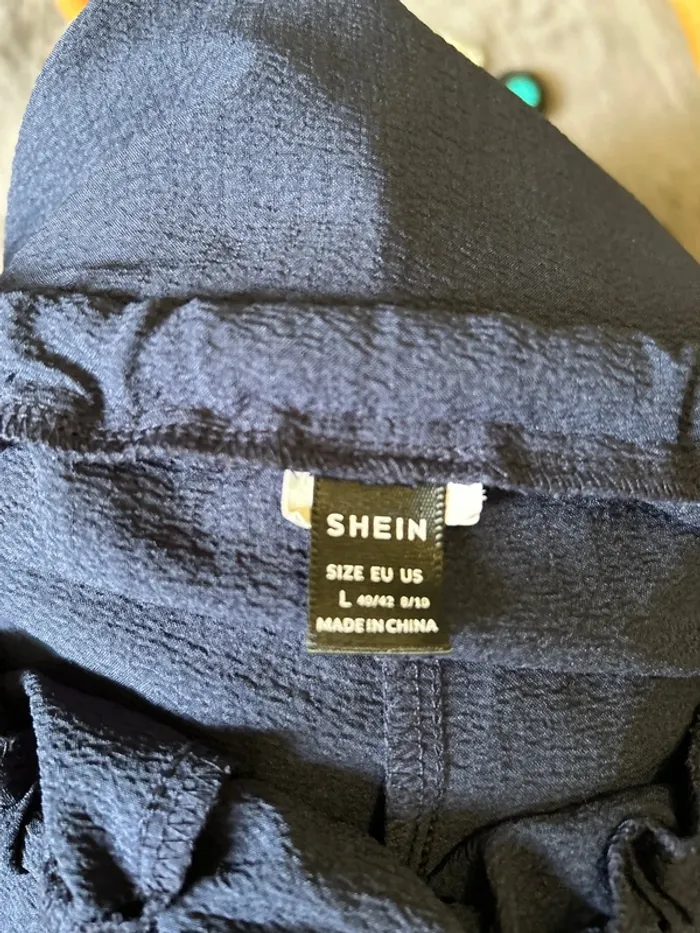 SHEIN
SIZE EU US
L 40/42 8/10
MADE IN CHINA